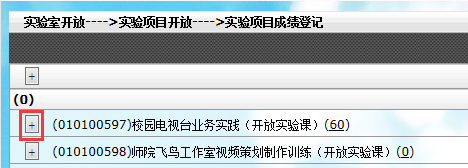 实验室开放---->实验项目开放---->实验项目成绩登记
+
(0)
+ (010100597)校园电视台业务实践（开放实验课）(60)
+ (010100598)师院飞鸟工作室视频策划制作训练（开放实验课）(0)